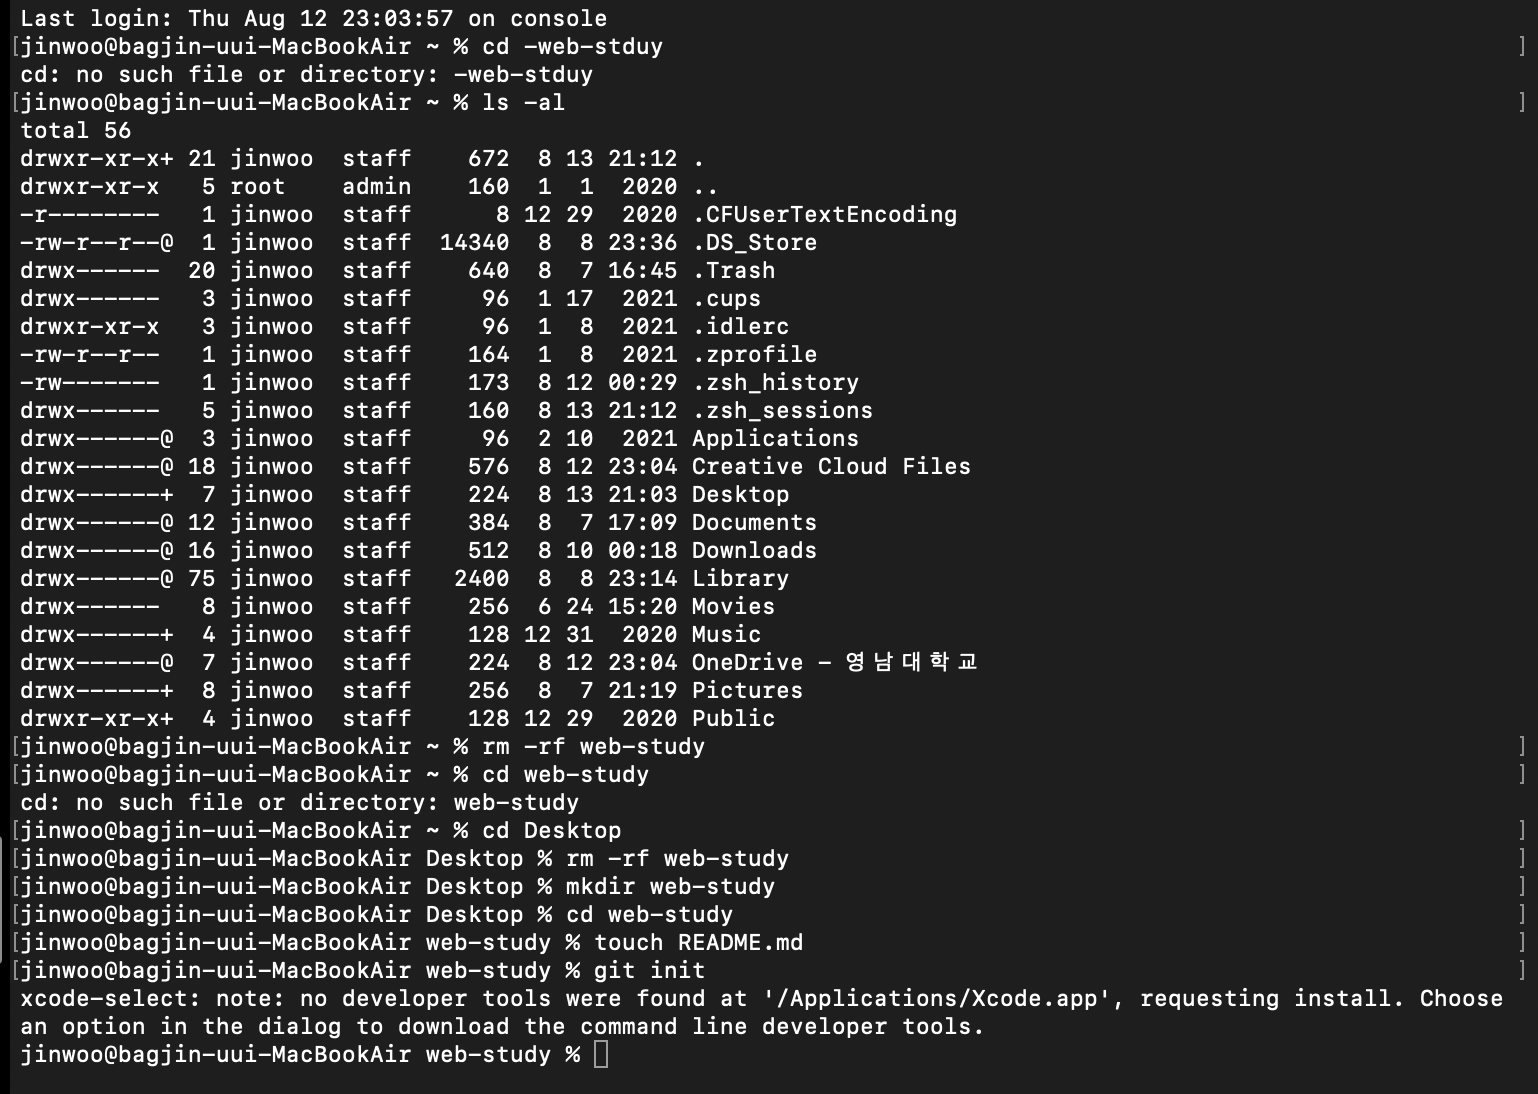 Last login: Thu Aug 12 23:03:57 on console
[jinwoo@bagjin-uui-MacBookAir ~ % cd -web-stduy ]
cd: no such file or directory: -web-stduy
[jinwoo@bagjin-uui-MacBookAir ~ % ls -al ]
total 56
drwxr-xr-x+ 21 jinwoo  staff    672  8 13 21:12 .
drwxr-xr-x   5 root    admin    160  1  1  2020 ..
-r--------   1 jinwoo  staff      8 12 29  2020 .CFUserTextEncoding
-rw-r--r--@  1 jinwoo  staff  14340  8  8 23:36 .DS_Store
drwx------  20 jinwoo  staff    640  8  7 16:45 .Trash
drwx------   3 jinwoo  staff     96  1 17  2021 .cups
drwxr-xr-x   3 jinwoo  staff     96  1  8  2021 .idlerc
-rw-r--r--   1 jinwoo  staff    164  1  8  2021 .zprofile
-rw-------   1 jinwoo  staff    173  8 12 00:29 .zsh_history
drwx------   5 jinwoo  staff    160  8 13 21:12 .zsh_sessions
drwx------@  3 jinwoo  staff     96  2 10  2021 Applications
drwx------@ 18 jinwoo  staff    576  8 12 23:04 Creative Cloud Files
drwx------+  7 jinwoo  staff    224  8 13 21:03 Desktop
drwx------@ 12 jinwoo  staff    384  8  7 17:09 Documents
drwx------@ 16 jinwoo  staff    512  8 10 00:18 Downloads
drwx------@ 75 jinwoo  staff   2400  8  8 23:14 Library
drwx------   8 jinwoo  staff    256  6 24 15:20 Movies
drwx------+  4 jinwoo  staff    128 12 31  2020 Music
drwx------@  7 jinwoo  staff    224  8 12 23:04 OneDrive - 영남대학교
drwx------+  8 jinwoo  staff    256  8  7 21:19 Pictures
drwxr-xr-x+  4 jinwoo  staff    128 12 29  2020 Public
[jinwoo@bagjin-uui-MacBookAir ~ % rm -rf web-study ]
[jinwoo@bagjin-uui-MacBookAir ~ % cd web-study ]
cd: no such file or directory: web-study
[jinwoo@bagjin-uui-MacBookAir ~ % cd Desktop ]
[jinwoo@bagjin-uui-MacBookAir Desktop % rm -rf web-study ]
[jinwoo@bagjin-uui-MacBookAir Desktop % mkdir web-study ]
[jinwoo@bagjin-uui-MacBookAir Desktop % cd web-study ]
[jinwoo@bagjin-uui-MacBookAir web-study % touch README.md ]
[jinwoo@bagjin-uui-MacBookAir web-study % git init ]
xcode-select: note: no developer tools were found at '/Applications/Xcode.app', requesting install. Choose
an option in the dialog to download the command line developer tools.
jinwoo@bagjin-uui-MacBookAir web-study %